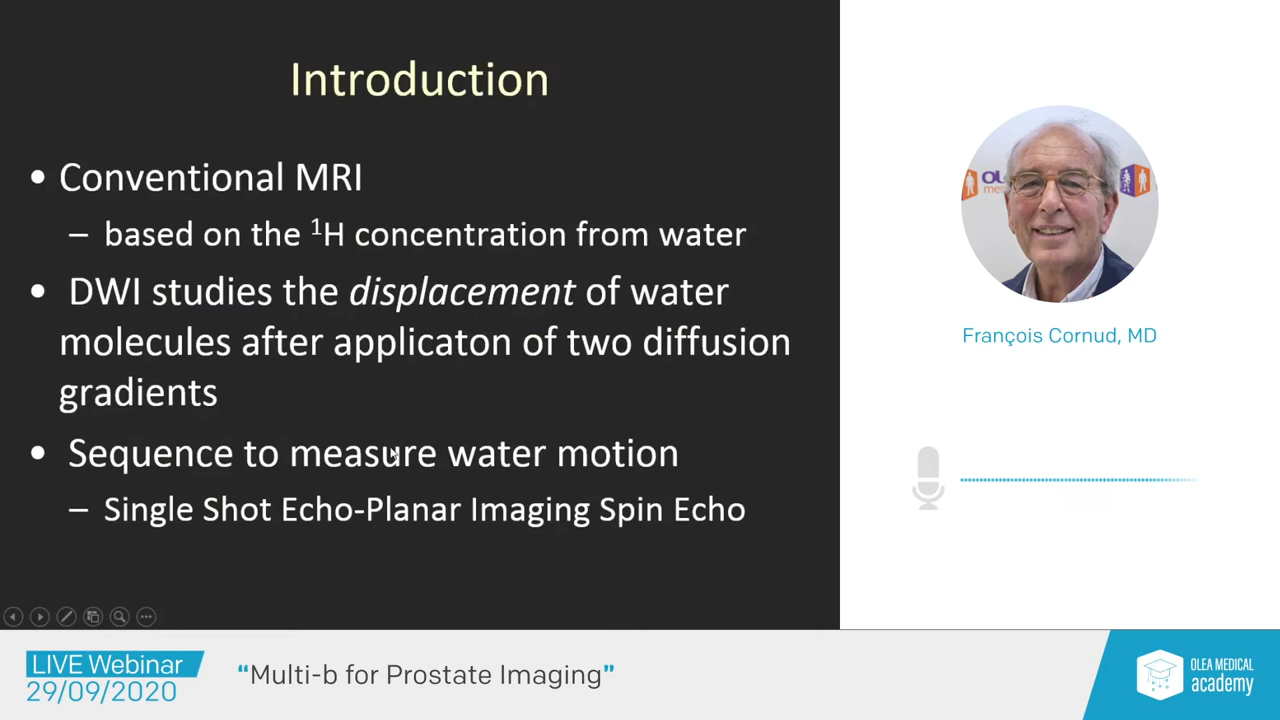 Introduction
• Conventional MRI
– based on the ¹H concentration from water
• DWI studies the displacement of water
molecules after applicaton of two diffusion
gradients
• Sequence to measure water motion
– Single Shot Echo-Planar Imaging Spin Echo
François Cornud, MD
LIVE Webinar
29/09/2020
“Multi-b for Prostate Imaging”
OLEA MEDICAL
academy